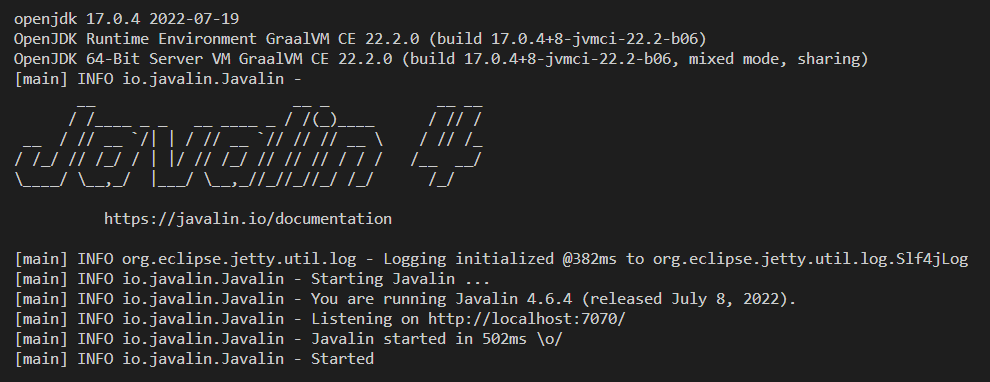 openjdk 17.0.4 2022-07-19
OpenJDK Runtime Environment GraalVM CE 22.2.0 (build 17.0.4+8-jvmci-22.2-b06)
OpenJDK 64-Bit Server VM GraalVM CE 22.2.0 (build 17.0.4+8-jvmci-22.2-b06, mixed mode, sharing)
[main] INFO io.javalin.Javalin -
Javalin 4
https://javalin.io/documentation
[main] INFO org.eclipse.jetty.util.log - Logging initialized @382ms to org.eclipse.jetty.util.log.Slf4jLog
[main] INFO io.javalin.Javalin - Starting Javalin ...
[main] INFO io.javalin.Javalin - You are running Javalin 4.6.4 (released July 8, 2022).
[main] INFO io.javalin.Javalin - Listening on http://localhost:7070/
[main] INFO io.javalin.Javalin - Javalin started in 502ms \o/
[main] INFO io.javalin.Javalin - Started